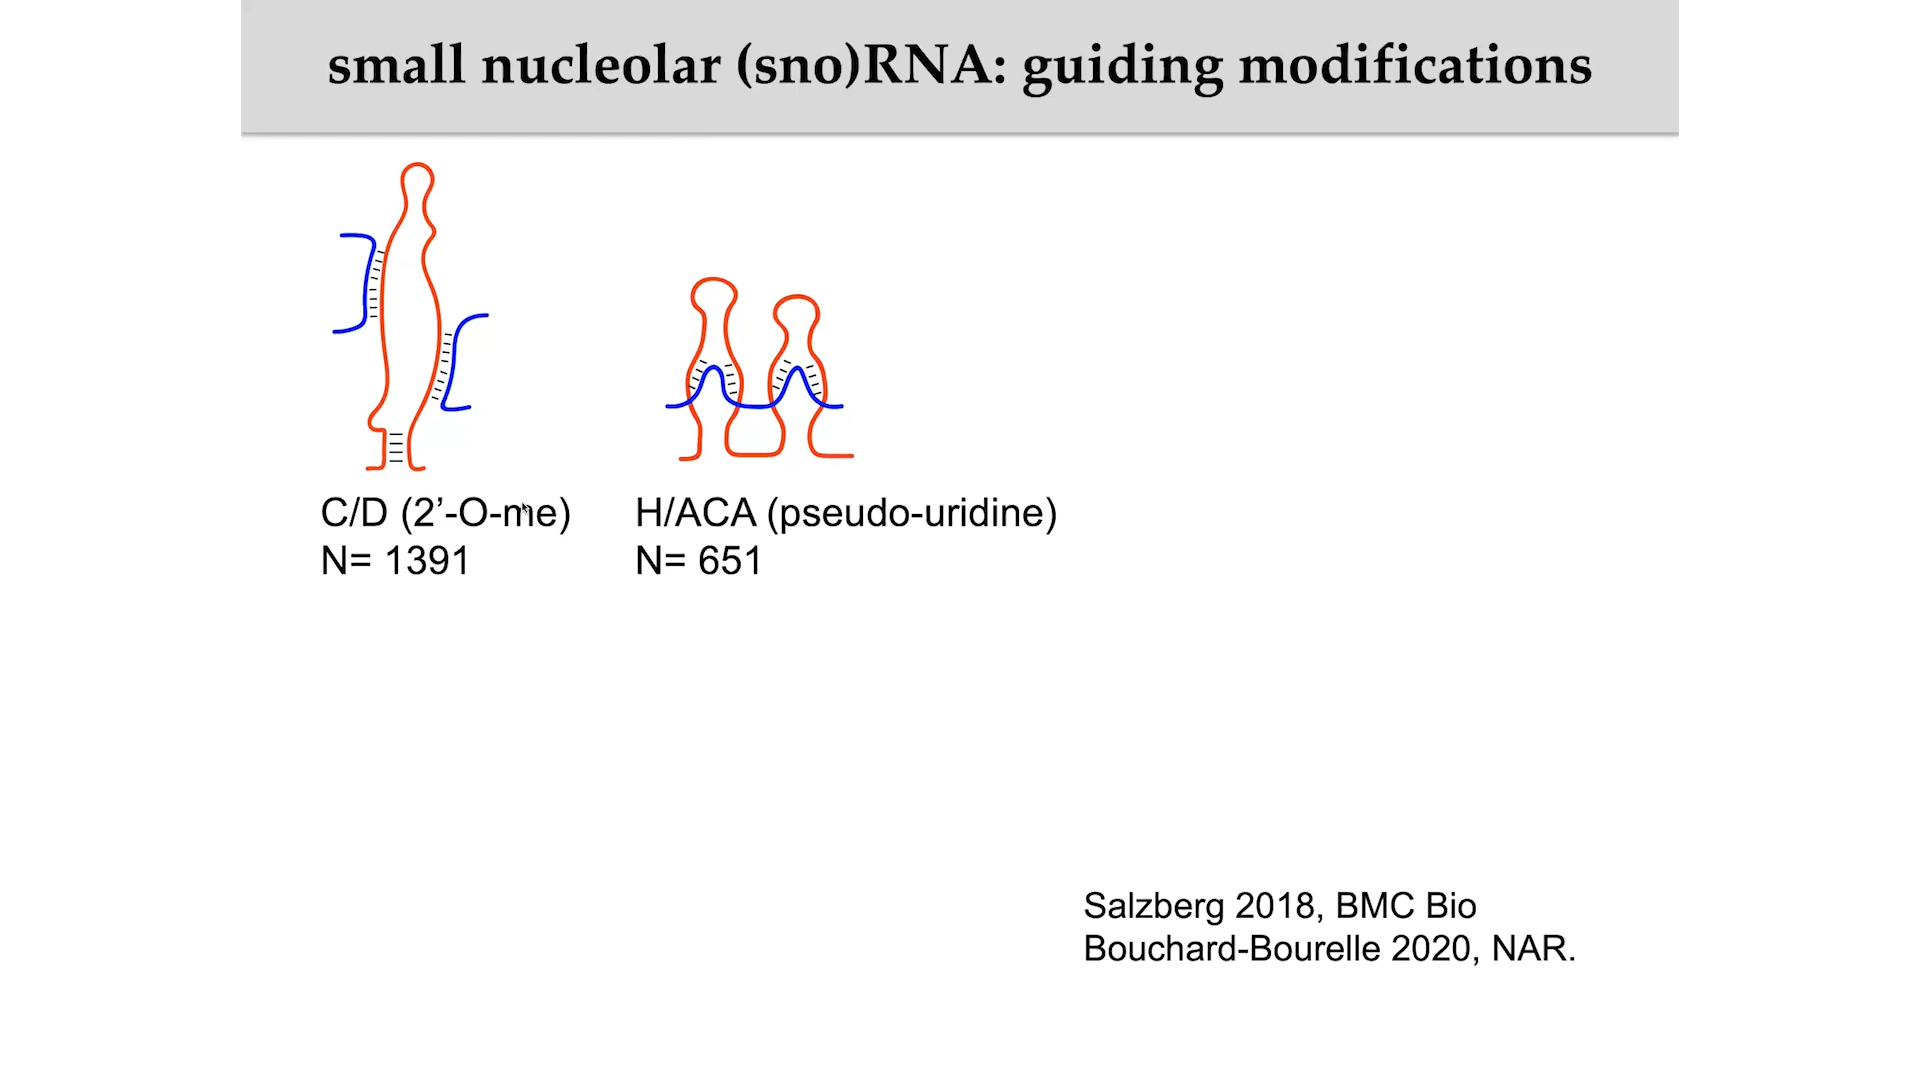 small nucleolar (sno)RNA: guiding modifications
C/D (2’-O-me)
N= 1391
H/ACA (pseudo-uridine)
N= 651
Salzberg 2018, BMC Bio
Bouchard-Bourelle 2020, NAR.